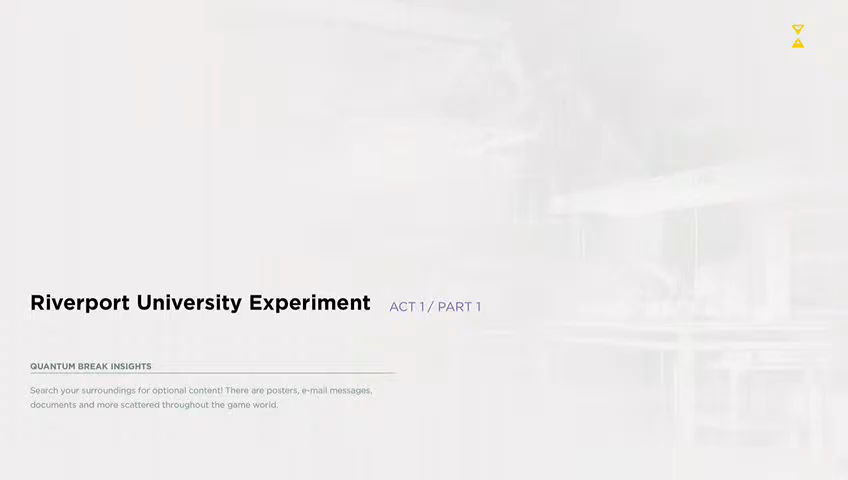 Riverport University Experiment ACT 1 / PART 1
QUANTUM BREAK INSIGHTS
Search your surroundings for optional content! There are posters, e-mail messages,
documents and more scattered throughout the game world.